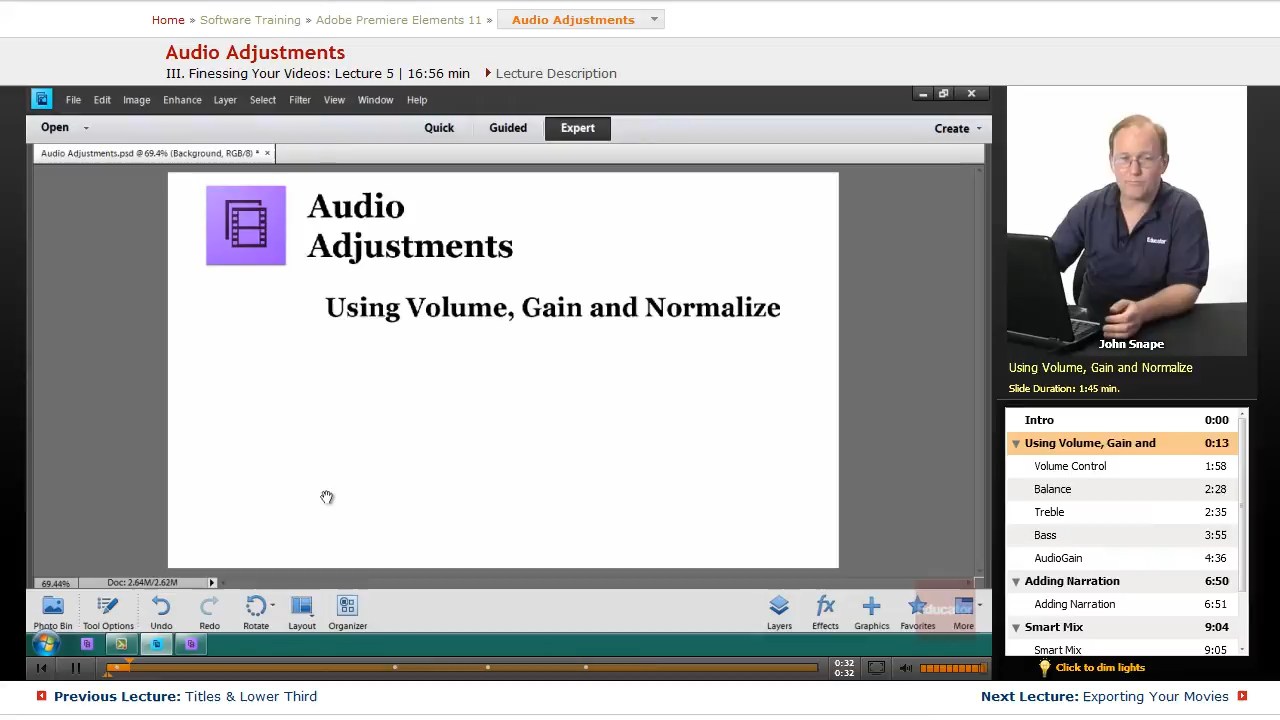 Home » Software Training » Adobe Premiere Elements 11 » Audio Adjustments
Audio Adjustments
III. Finessing Your Videos: Lecture 5 | 16:56 min Lecture Description
File Edit Image Enhance Layer Select Filter View Window Help
Open Quick Guided Expert Create
Audio Adjustments.psd @ 69.4% (Background, RGB/8) * ×
Audio
Adjustments
Using Volume, Gain and Normalize
69.44% Doc: 2.64M/2.62M
Photo Bin Tool Options Undo Redo Rotate Layout Organizer Layers Effects Graphics Favorites More
Educator
0:32
0:32
Educator
John Snape
Using Volume, Gain and Normalize
Slide Duration: 1:45 min.
Intro 0:00
Using Volume, Gain and 0:13
Volume Control 1:58
Balance 2:28
Treble 2:35
Bass 3:55
AudioGain 4:36
Adding Narration 6:50
Adding Narration 6:51
Smart Mix 9:04
Smart Mix 9:05
Click to dim lights
Previous Lecture: Titles & Lower Third
Next Lecture: Exporting Your Movies